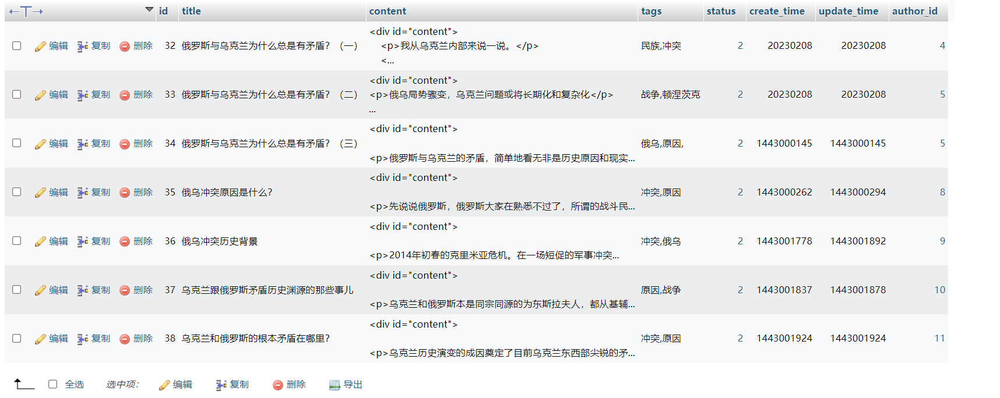 id title content tags status create_time update_time author_id
<div id="content">
编辑 复制 删除 32 俄罗斯与乌克兰为什么总是有矛盾？（一） <p>我从乌克兰内部来说一说。</p> 民族,冲突 2 20230208 20230208 4
<...
<div id="content">
编辑 复制 删除 33 俄罗斯与乌克兰为什么总是有矛盾？（二） <p>俄乌局势骤变，乌克兰问题或将长期化和复杂化</p> 战争,顿涅茨克 2 20230208 20230208 5
...
<div id="content">
编辑 复制 删除 34 俄罗斯与乌克兰为什么总是有矛盾？（三） 俄乌,原因, 2 1443000145 1443000145 5
<p>俄罗斯与乌克兰的矛盾，简单地看无非是历史原因和现实...
<div id="content">
编辑 复制 删除 35 俄乌冲突原因是什么？ 冲突,原因 2 1443000262 1443000294 8
<p>先说说俄罗斯，俄罗斯大家在熟悉不过了，所谓的战斗民...
<div id="content">
编辑 复制 删除 36 俄乌冲突历史背景 冲突,俄乌 2 1443001778 1443001892 9
<p>2014年初春的克里米亚危机。在一场短促的军事冲突...
<div id="content">
编辑 复制 删除 37 乌克兰跟俄罗斯矛盾历史渊源的那些事儿 原因,战争 2 1443001837 1443001878 10
<p>乌克兰和俄罗斯本是同宗同源的为东斯拉夫人，都从基辅...
<div id="content">
编辑 复制 删除 38 乌克兰和俄罗斯的根本矛盾在哪里？ 冲突,原因 2 1443001924 1443001924 11
<p>乌克兰历史演变的成因奠定了目前乌克兰东西部尖锐的矛...
全选 选中项： 编辑 复制 删除 导出